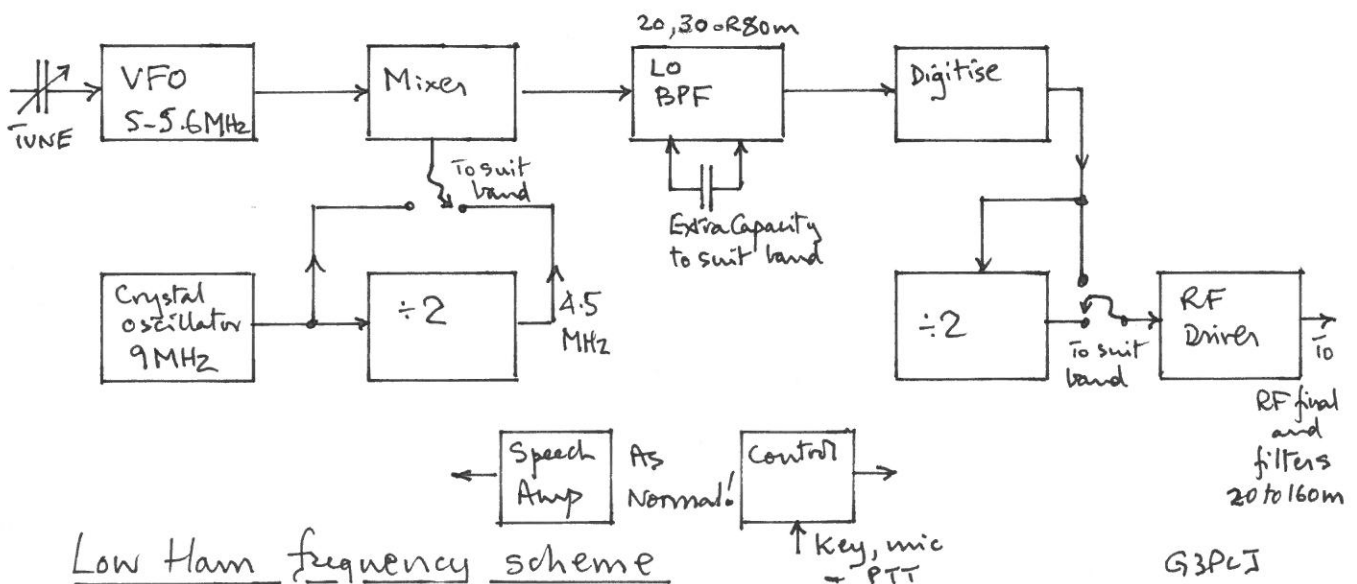 20,30 OR 80m
VFO
5-5.6MHz
TUNE
Mixer
LO
BPF
Digitise
To suit
band
Extra Capacity
to suit band
Crystal
oscillator
9MHz
÷2
4.5
MHz
÷2
To suit
band
RF
Driver
To
RF final
and
filters
20 to 160m
Speech
Amp
As
Normal!
Control
Key, mic
- PTT
Low Ham frequency scheme
G3PCJ